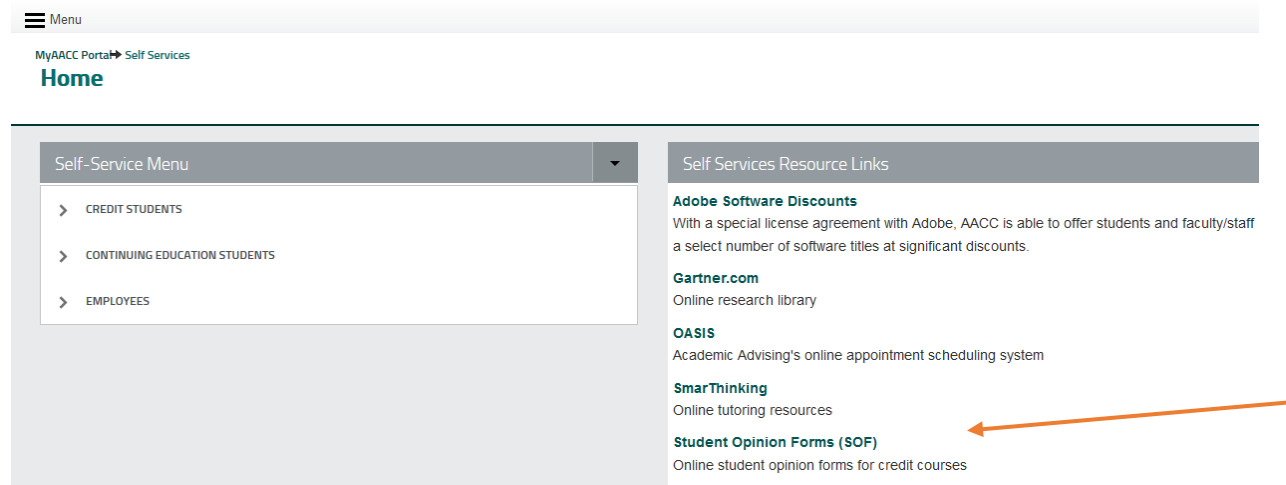 Menu
MyAACC Portal Self Services
Home
Self-Service Menu
CREDIT STUDENTS
CONTINUING EDUCATION STUDENTS
EMPLOYEES
Self Services Resource Links
Adobe Software Discounts
With a special license agreement with Adobe, AACC is able to offer students and faculty/staff
a select number of software titles at significant discounts.
Gartner.com
Online research library
OASIS
Academic Advising's online appointment scheduling system
SmarThinking
Online tutoring resources
Student Opinion Forms (SOF)
Online student opinion forms for credit courses